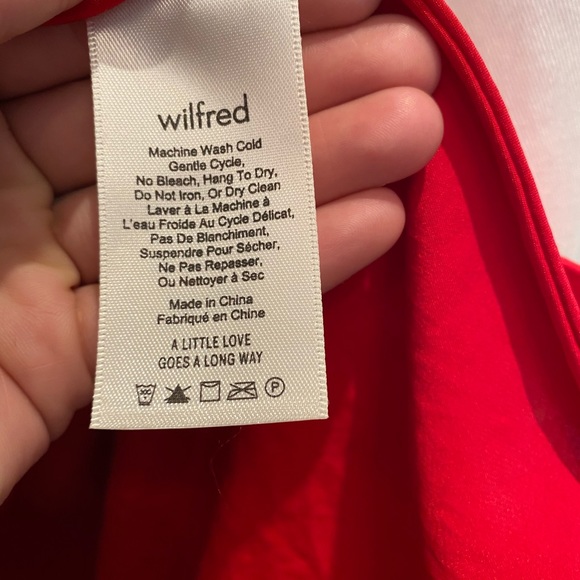 wilfred
Machine Wash Cold
Gentle Cycle,
No Bleach, Hang To Dry,
Do Not Iron, Or Dry Clean
Laver à La Machine à
L'eau Froide Au Cycle Délicat,
Pas De Blanchiment,
Suspendre Pour Sécher,
Ne Pas Repasser,
Ou Nettoyer à Sec
Made in China
Fabriqué en Chine
A LITTLE LOVE
GOES A LONG WAY
30C P